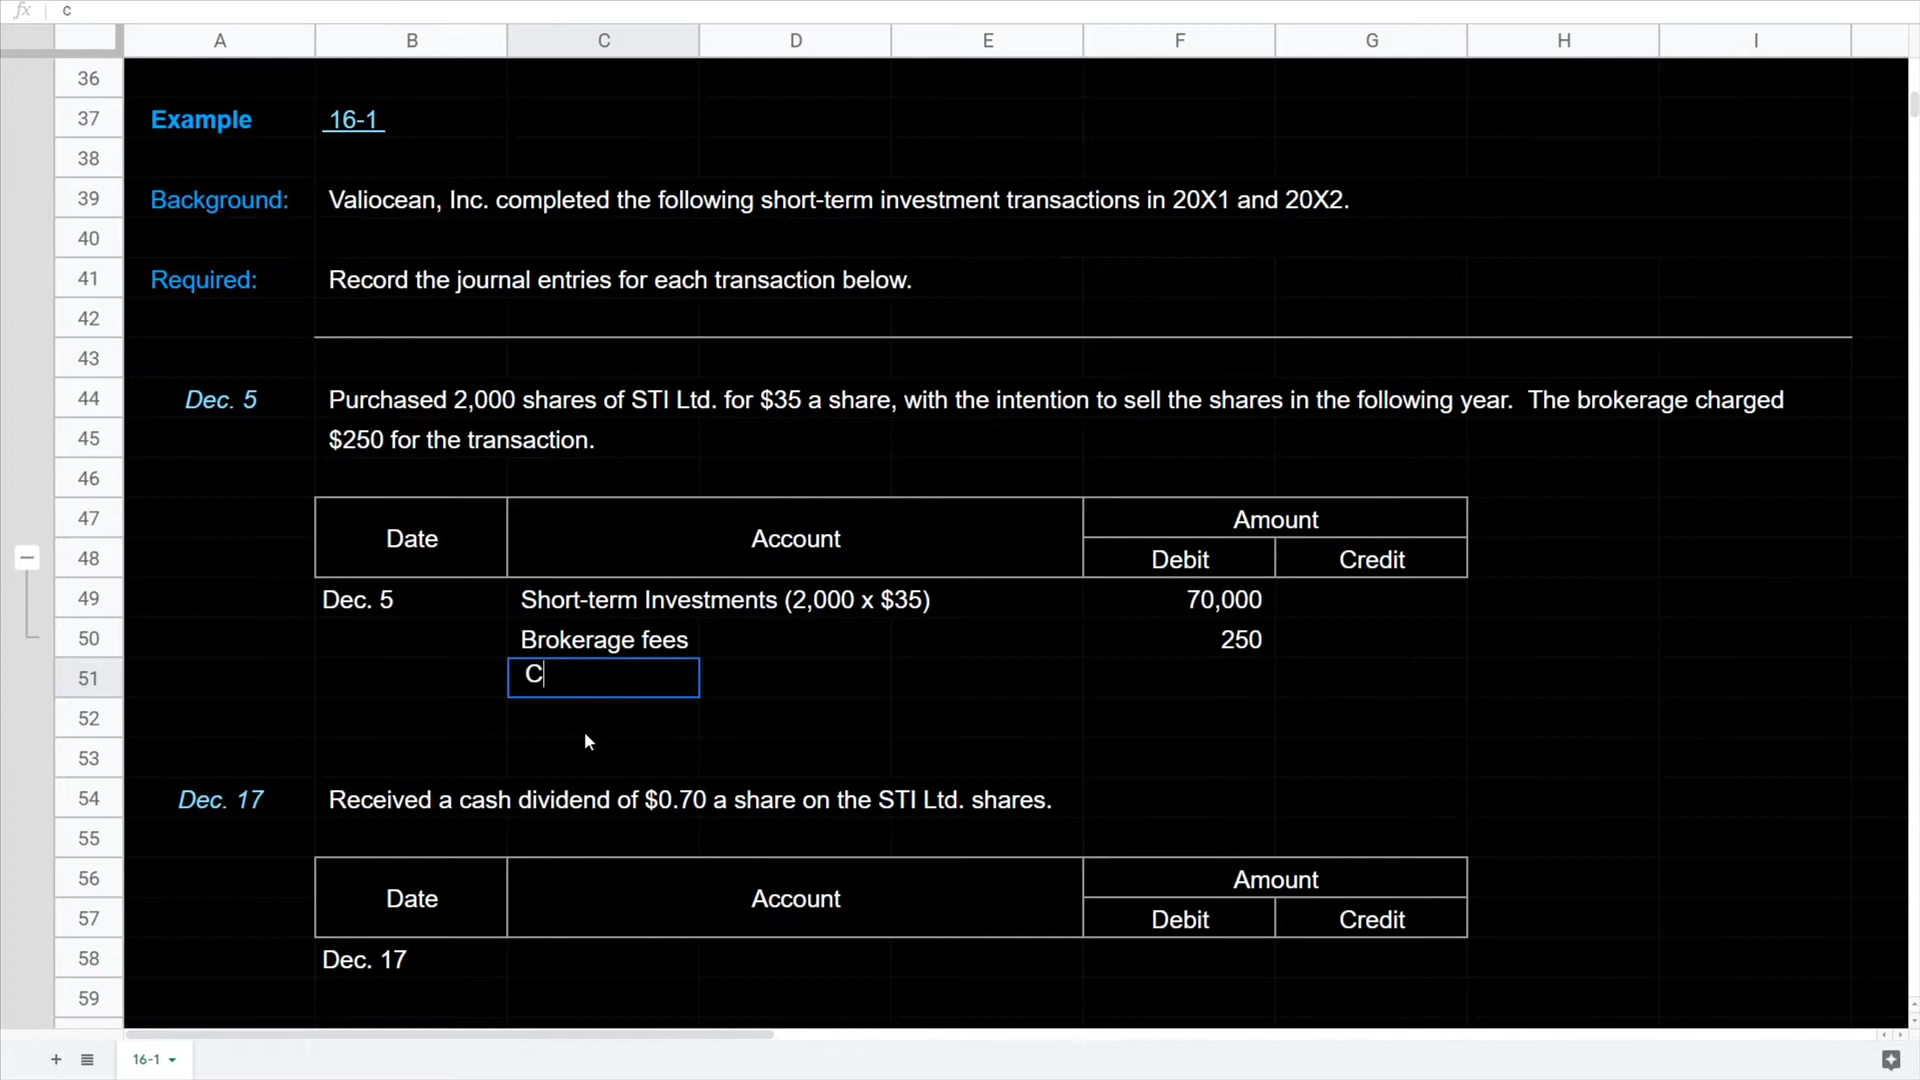 fx C
A B C D E F G H I
36
37 Example 16-1
38
39 Background: Valiocean, Inc. completed the following short-term investment transactions in 20X1 and 20X2.
40
41 Required: Record the journal entries for each transaction below.
42
43
44 Dec. 5 Purchased 2,000 shares of STI Ltd. for $35 a share, with the intention to sell the shares in the following year. The brokerage charged
45 $250 for the transaction.
46
47 Amount
Date Account
48 Debit Credit
49 Dec. 5 Short-term Investments (2,000 x $35) 70,000
50 Brokerage fees 250
51 C
52
53
54 Dec. 17 Received a cash dividend of $0.70 a share on the STI Ltd. shares.
55
56 Amount
Date Account
57 Debit Credit
58 Dec. 17
59
16-1